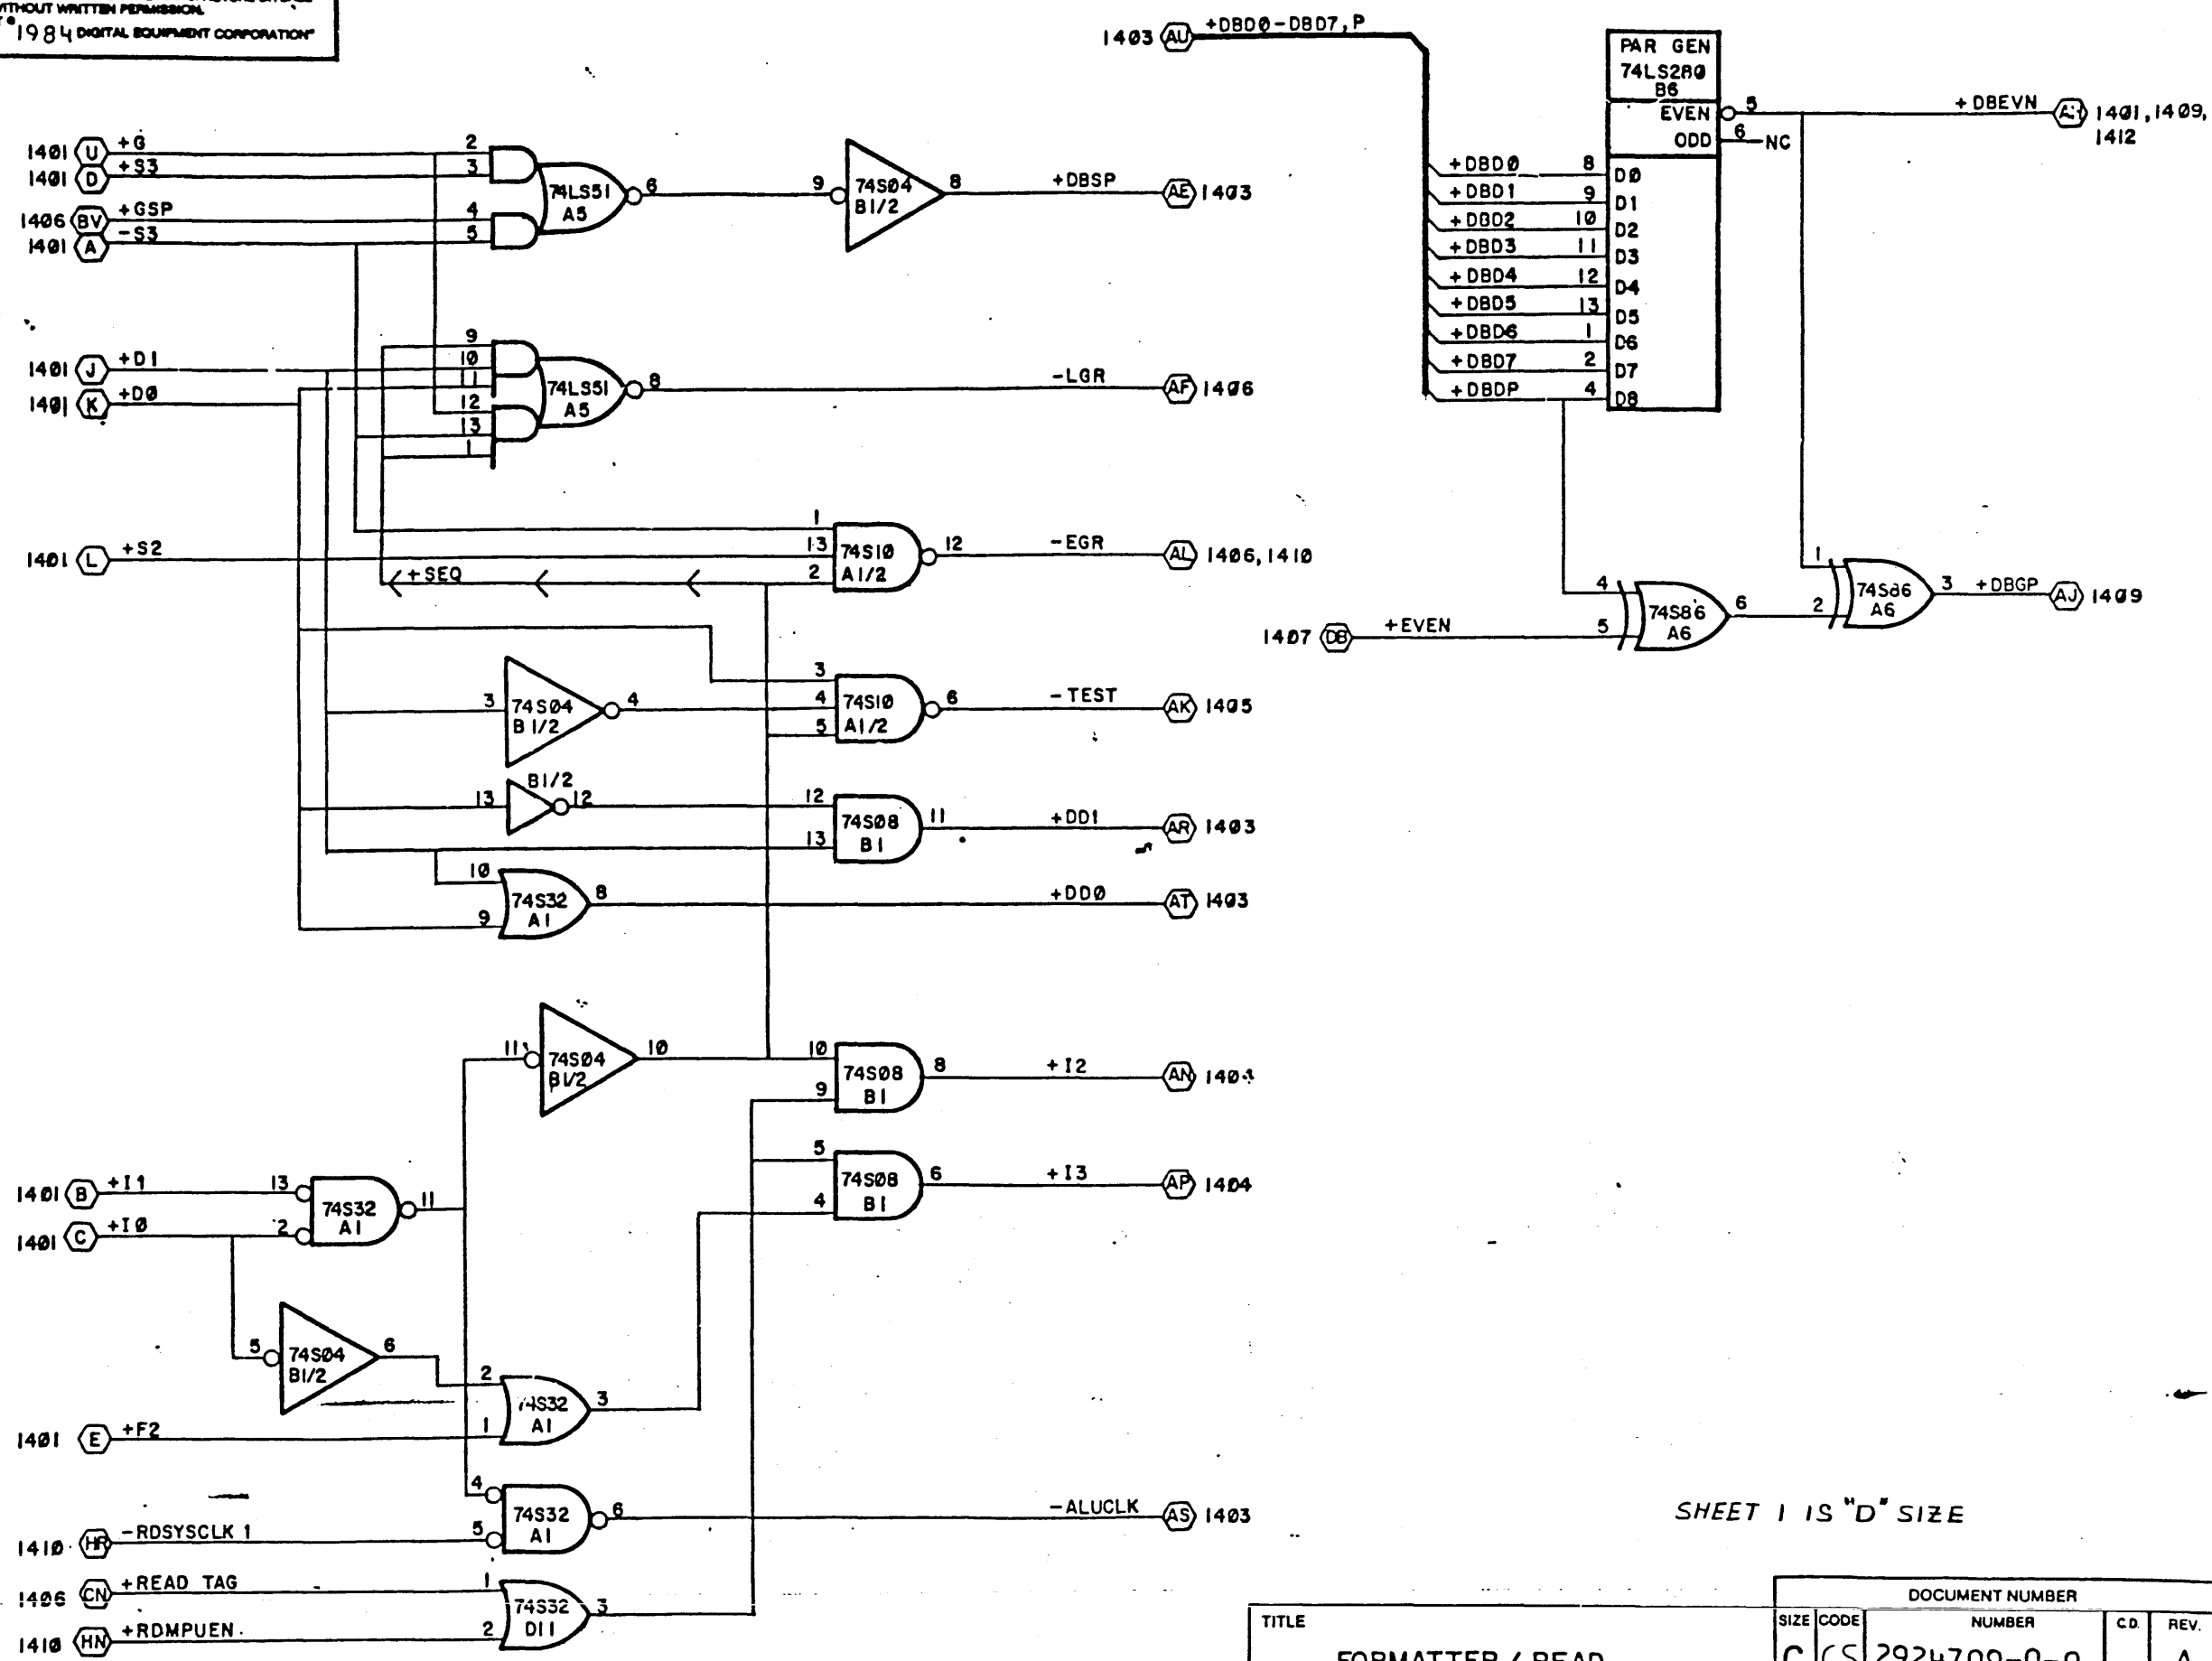 WITHOUT WRITTEN PERMISSION.
1984 DIGITAL EQUIPMENT CORPORATION"
1403 AU +DBD0-DBD7,P
PAR GEN
74LS280
B6
EVEN 5 +DBEVN 1401,1409,
1412
ODD 6 NC
+DBD0 8 D0
+DBD1 9 D1
+DBD2 10 D2
+DBD3 11 D3
+DBD4 12 D4
+DBD5 13 D5
+DBD6 1 D6
+DBD7 2 D7
+DBDP 4 D8
1401 U +G 2
1401 D +S3 3
1406 BV +GSP 4
1401 A -S3 5
74LS51
A5
6
9 74S04
B1/2
8 +DBSP AE 1403
1401 J +D1
1401 K +D0
9
10
11
12
13
1
74LS51
A5
8 -LGR AF 1406
1401 L +S2
+SEQ
1
13
2
74S10
A1/2
12 -EGR AL 1406,1410
3 74S04
B1/2
4
3
4
5
74S10
A1/2
6 -TEST AK 1405
13 B1/2 12
12
13
74S08
B1
11 +DD1 AR 1403
10
9
74S32
A1
8 +DD0 AT 1403
1407 DB +EVEN
4
5
74S86
A6
6
1
2
74S86
A6
3 +DBGP AJ 1409
11 74S04
B1/2
10
10
9
74S08
B1
8 +I2 AN
5
4
74S08
B1
6 +I3 AP 1404
1401 B +I1 13
1401 C +I0 2
74S32
A1
11
5 74S04
B1/2
6
1401 E +F2
2
1
74S32
A1
3
4
5
74S32
A1
6 -ALUCLK AS 1403
1410 HR -RDSYSCLK 1
1406 CN +READ TAG 1
1410 HN +RDMPUEN 2
74S32
D11
3
SHEET 1 IS "D" SIZE
DOCUMENT NUMBER
TITLE
SIZE CODE NUMBER C.D. REV.
FORMATTER / READ
C CS 2924709-0-0 A